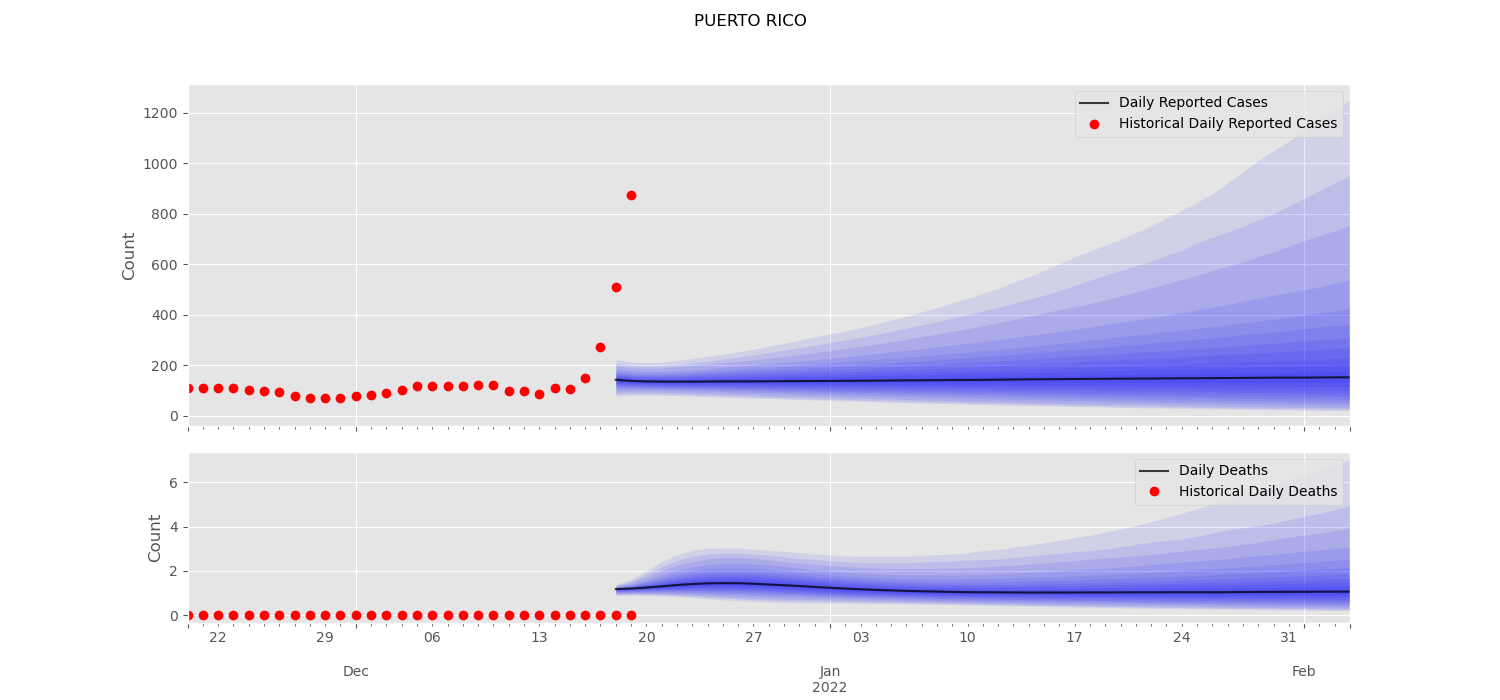 PUERTO RICO
Daily Reported Cases
Historical Daily Reported Cases
Count
1200
1000
800
600
400
200
0
Daily Deaths
Historical Daily Deaths
Count
6
4
2
0
22 29 06 13 20 27 03 10 17 24 31
Dec Jan Feb
2022